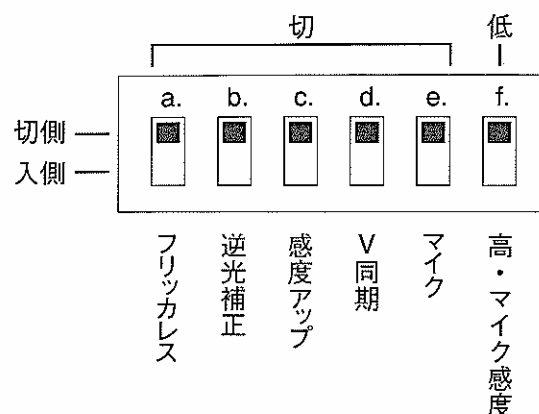 切
低
a. b. c. d. e. f.
切側
入側
フリッカレス
逆光補正
感度アップ
V同期
マイク
高・マイク感度